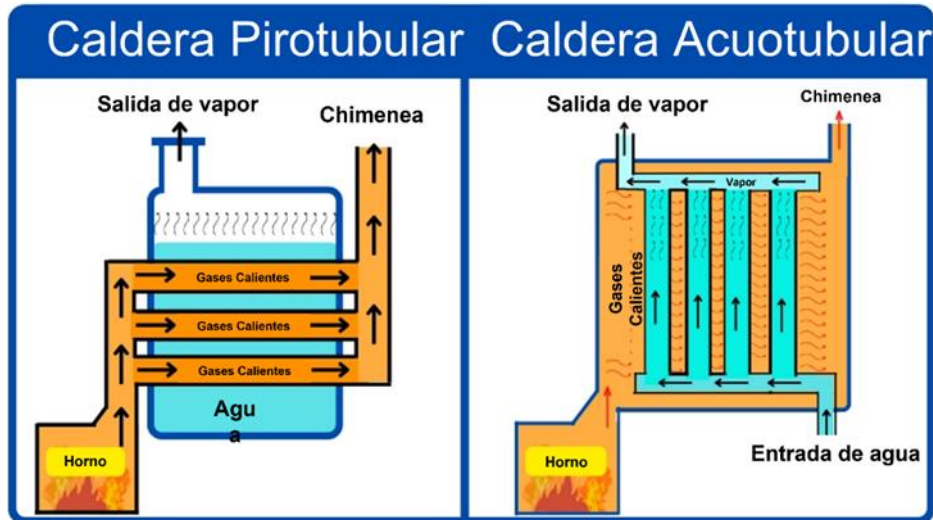 Caldera Pirotubular
Salida de vapor
Chimenea
Gases Calientes
Gases Calientes
Gases Calientes
Agu
a
Horno
Caldera Acuotubular
Salida de vapor
Chimenea
Vapor
Gases
Calientes
Entrada de agua
Horno